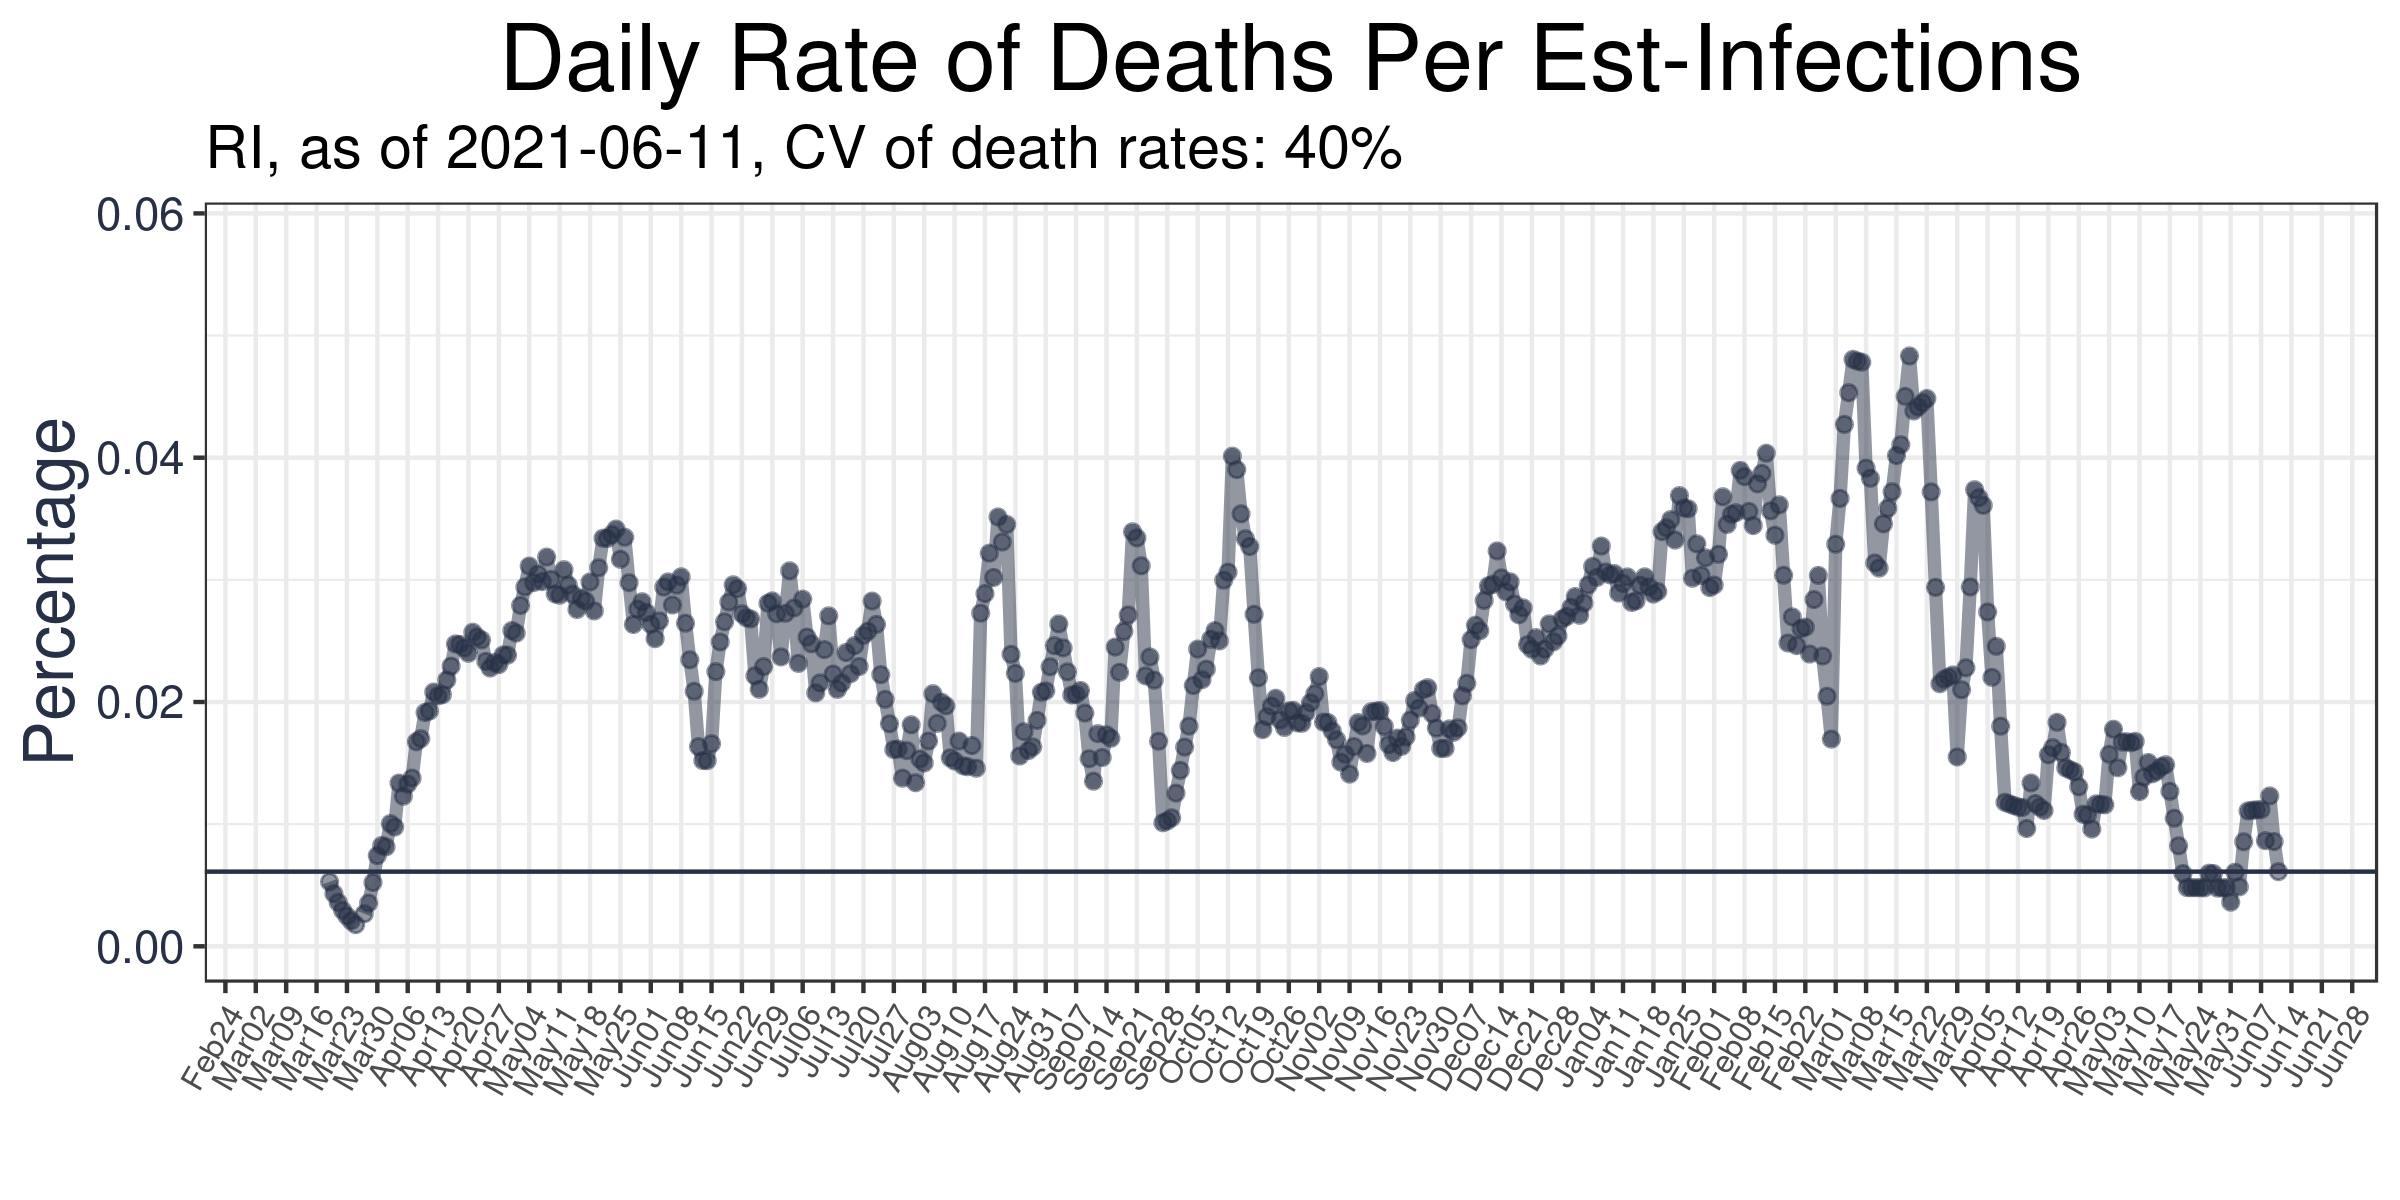 Daily Rate of Deaths Per Est-Infections
RI, as of 2021-06-11, CV of death rates: 40%
Percentage
0.06
0.04
0.02
0.00
Feb24
Mar02
Mar09
Mar16
Mar23
Mar30
Apr06
Apr13
Apr20
Apr27
May04
May11
May18
May25
Jun01
Jun08
Jun15
Jun22
Jun29
Jul06
Jul13
Jul20
Jul27
Aug03
Aug10
Aug17
Aug24
Aug31
Sep07
Sep14
Sep21
Sep28
Oct05
Oct12
Oct19
Oct26
Nov02
Nov09
Nov16
Nov23
Nov30
Dec07
Dec14
Dec21
Dec28
Jan04
Jan11
Jan18
Jan25
Feb01
Feb08
Feb15
Feb22
Mar01
Mar08
Mar15
Mar22
Mar29
Apr05
Apr12
Apr19
Apr26
May03
May10
May17
May24
May31
Jun07
Jun14
Jun21
Jun28